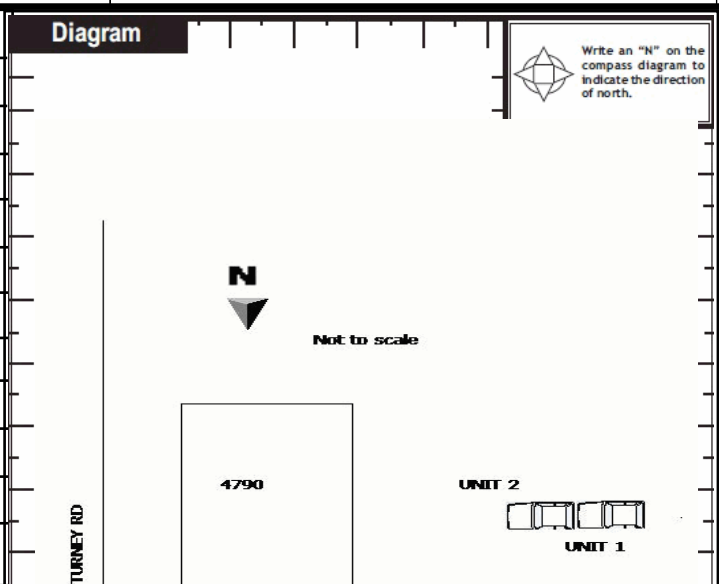 Diagram
Write an “N” on the
compass diagram to
indicate the direction
of north.
N
Not to scale
4790
UNIT 2
UNIT 1
TURNEY RD